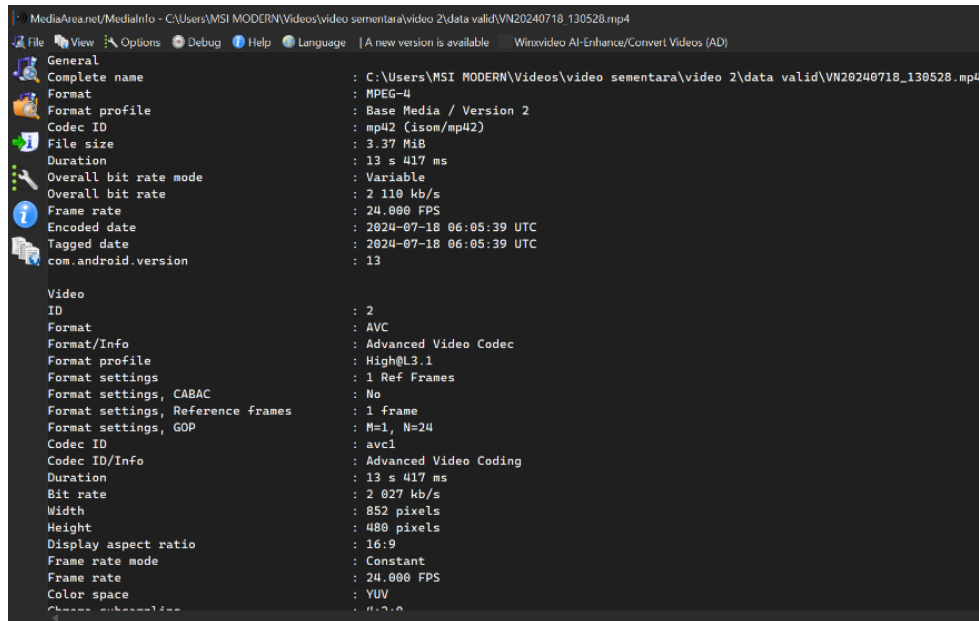 MediaArea.net/MediaInfo - C:\Users\MSI MODERN\Videos\video sementara\video 2\data valid\VN20240718_130528.mp4
File View Options Debug Help Language | A new version is available Winxvideo AI-Enhance/Convert Videos (AD)
General
Complete name : C:\Users\MSI MODERN\Videos\video sementara\video 2\data valid\VN20240718_130528.mp4
Format : MPEG-4
Format profile : Base Media / Version 2
Codec ID : mp42 (isom/mp42)
File size : 3.37 MiB
Duration : 13 s 417 ms
Overall bit rate mode : Variable
Overall bit rate : 2 110 kb/s
Frame rate : 24.000 FPS
Encoded date : 2024-07-18 06:05:39 UTC
Tagged date : 2024-07-18 06:05:39 UTC
com.android.version : 13
Video
ID : 2
Format : AVC
Format/Info : Advanced Video Codec
Format profile : High@L3.1
Format settings : 1 Ref Frames
Format settings, CABAC : No
Format settings, Reference frames : 1 frame
Format settings, GOP : M=1, N=24
Codec ID : avc1
Codec ID/Info : Advanced Video Coding
Duration : 13 s 417 ms
Bit rate : 2 027 kb/s
Width : 852 pixels
Height : 480 pixels
Display aspect ratio : 16:9
Frame rate mode : Constant
Frame rate : 24.000 FPS
Color space : YUV
Chroma subsampling : 4:2:0